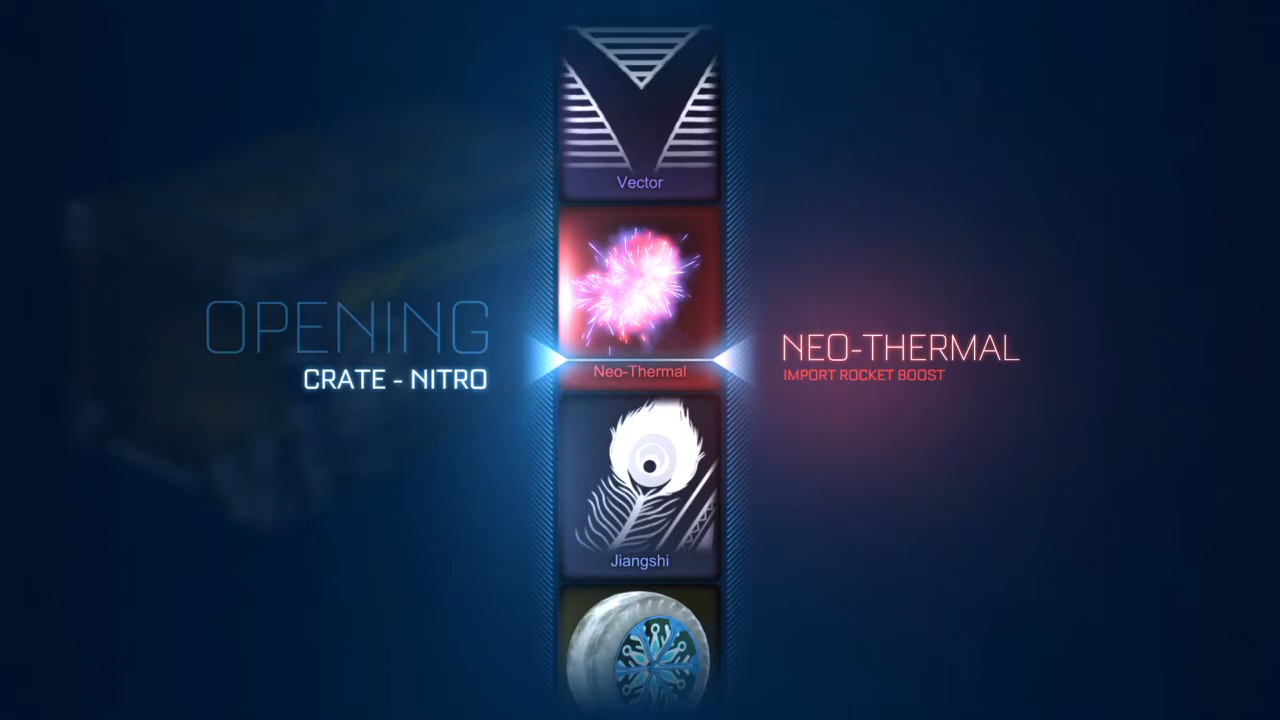 Vector
OPENING
CRATE - NITRO
Neo-Thermal
NEO-THERMAL
IMPORT ROCKET BOOST
Jiangshi